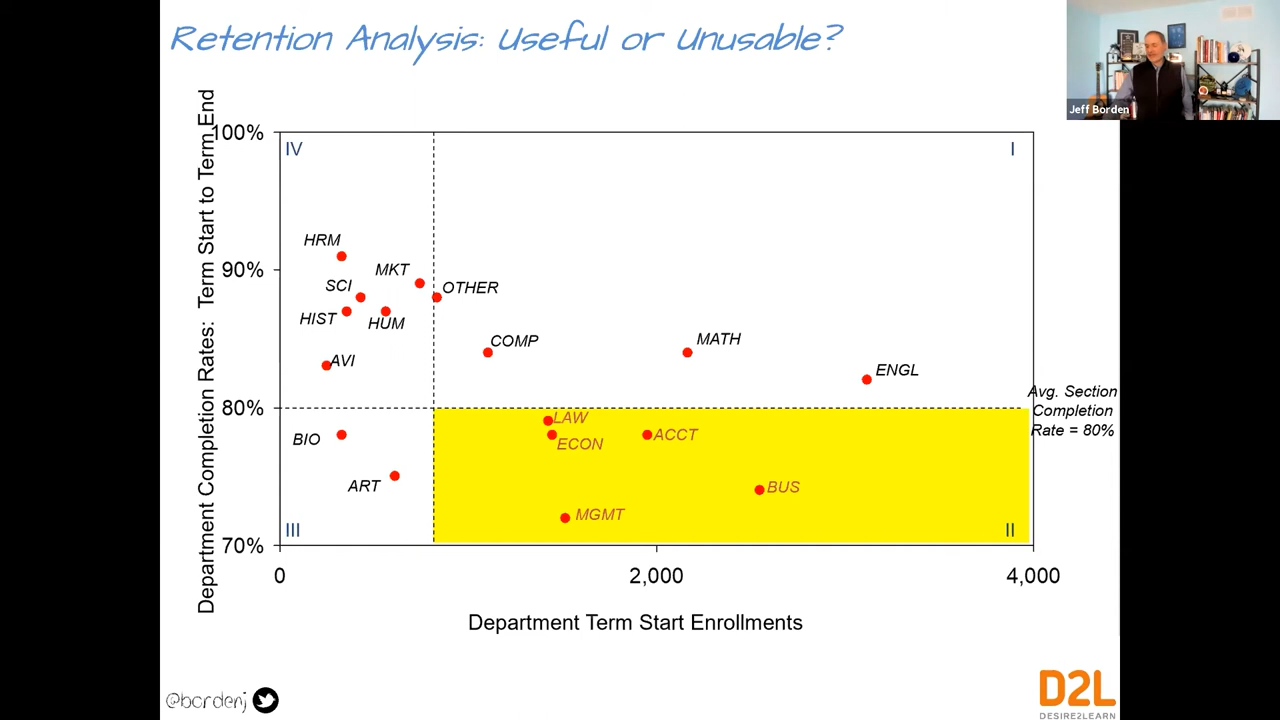 Retention Analysis: Useful or Unusable?
Jeff Borden
Department Completion Rates: Term Start to Term End
100%
90%
80%
70%
IV
I
HRM
MKT
SCI
OTHER
HIST
HUM
COMP
MATH
AVI
ENGL
Avg. Section
Completion
Rate = 80%
LAW
BIO
ECON
ACCT
ART
BUS
MGMT
III
II
0
2,000
4,000
Department Term Start Enrollments
@bordenj
D2L
DESIRE2LEARN